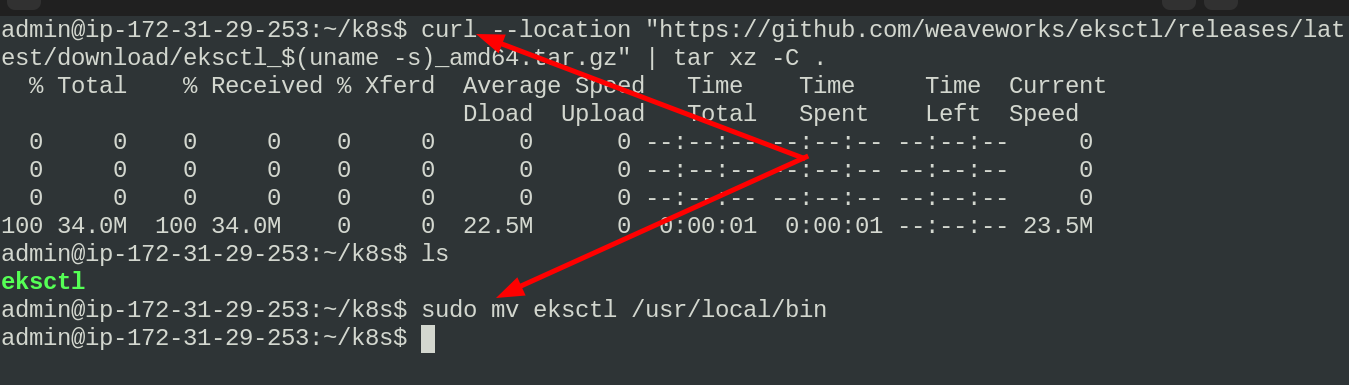 admin@ip-172-31-29-253:~/k8s$ curl --location "https://github.com/weaveworks/eksctl/releases/lat
est/download/eksctl_$(uname -s)_amd64.tar.gz" | tar xz -C .
  % Total    % Received % Xferd  Average Speed   Time    Time     Time  Current
                                 Dload  Upload   Total   Spent    Left  Speed
  0     0    0     0    0     0      0      0 --:--:-- --:--:-- --:--:--     0
  0     0    0     0    0     0      0      0 --:--:-- --:--:-- --:--:--     0
  0     0    0     0    0     0      0      0 --:--:-- --:--:-- --:--:--     0
100 34.0M  100 34.0M    0     0  22.5M      0  0:00:01  0:00:01 --:--:-- 23.5M
admin@ip-172-31-29-253:~/k8s$ ls
eksctl
admin@ip-172-31-29-253:~/k8s$ sudo mv eksctl /usr/local/bin
admin@ip-172-31-29-253:~/k8s$